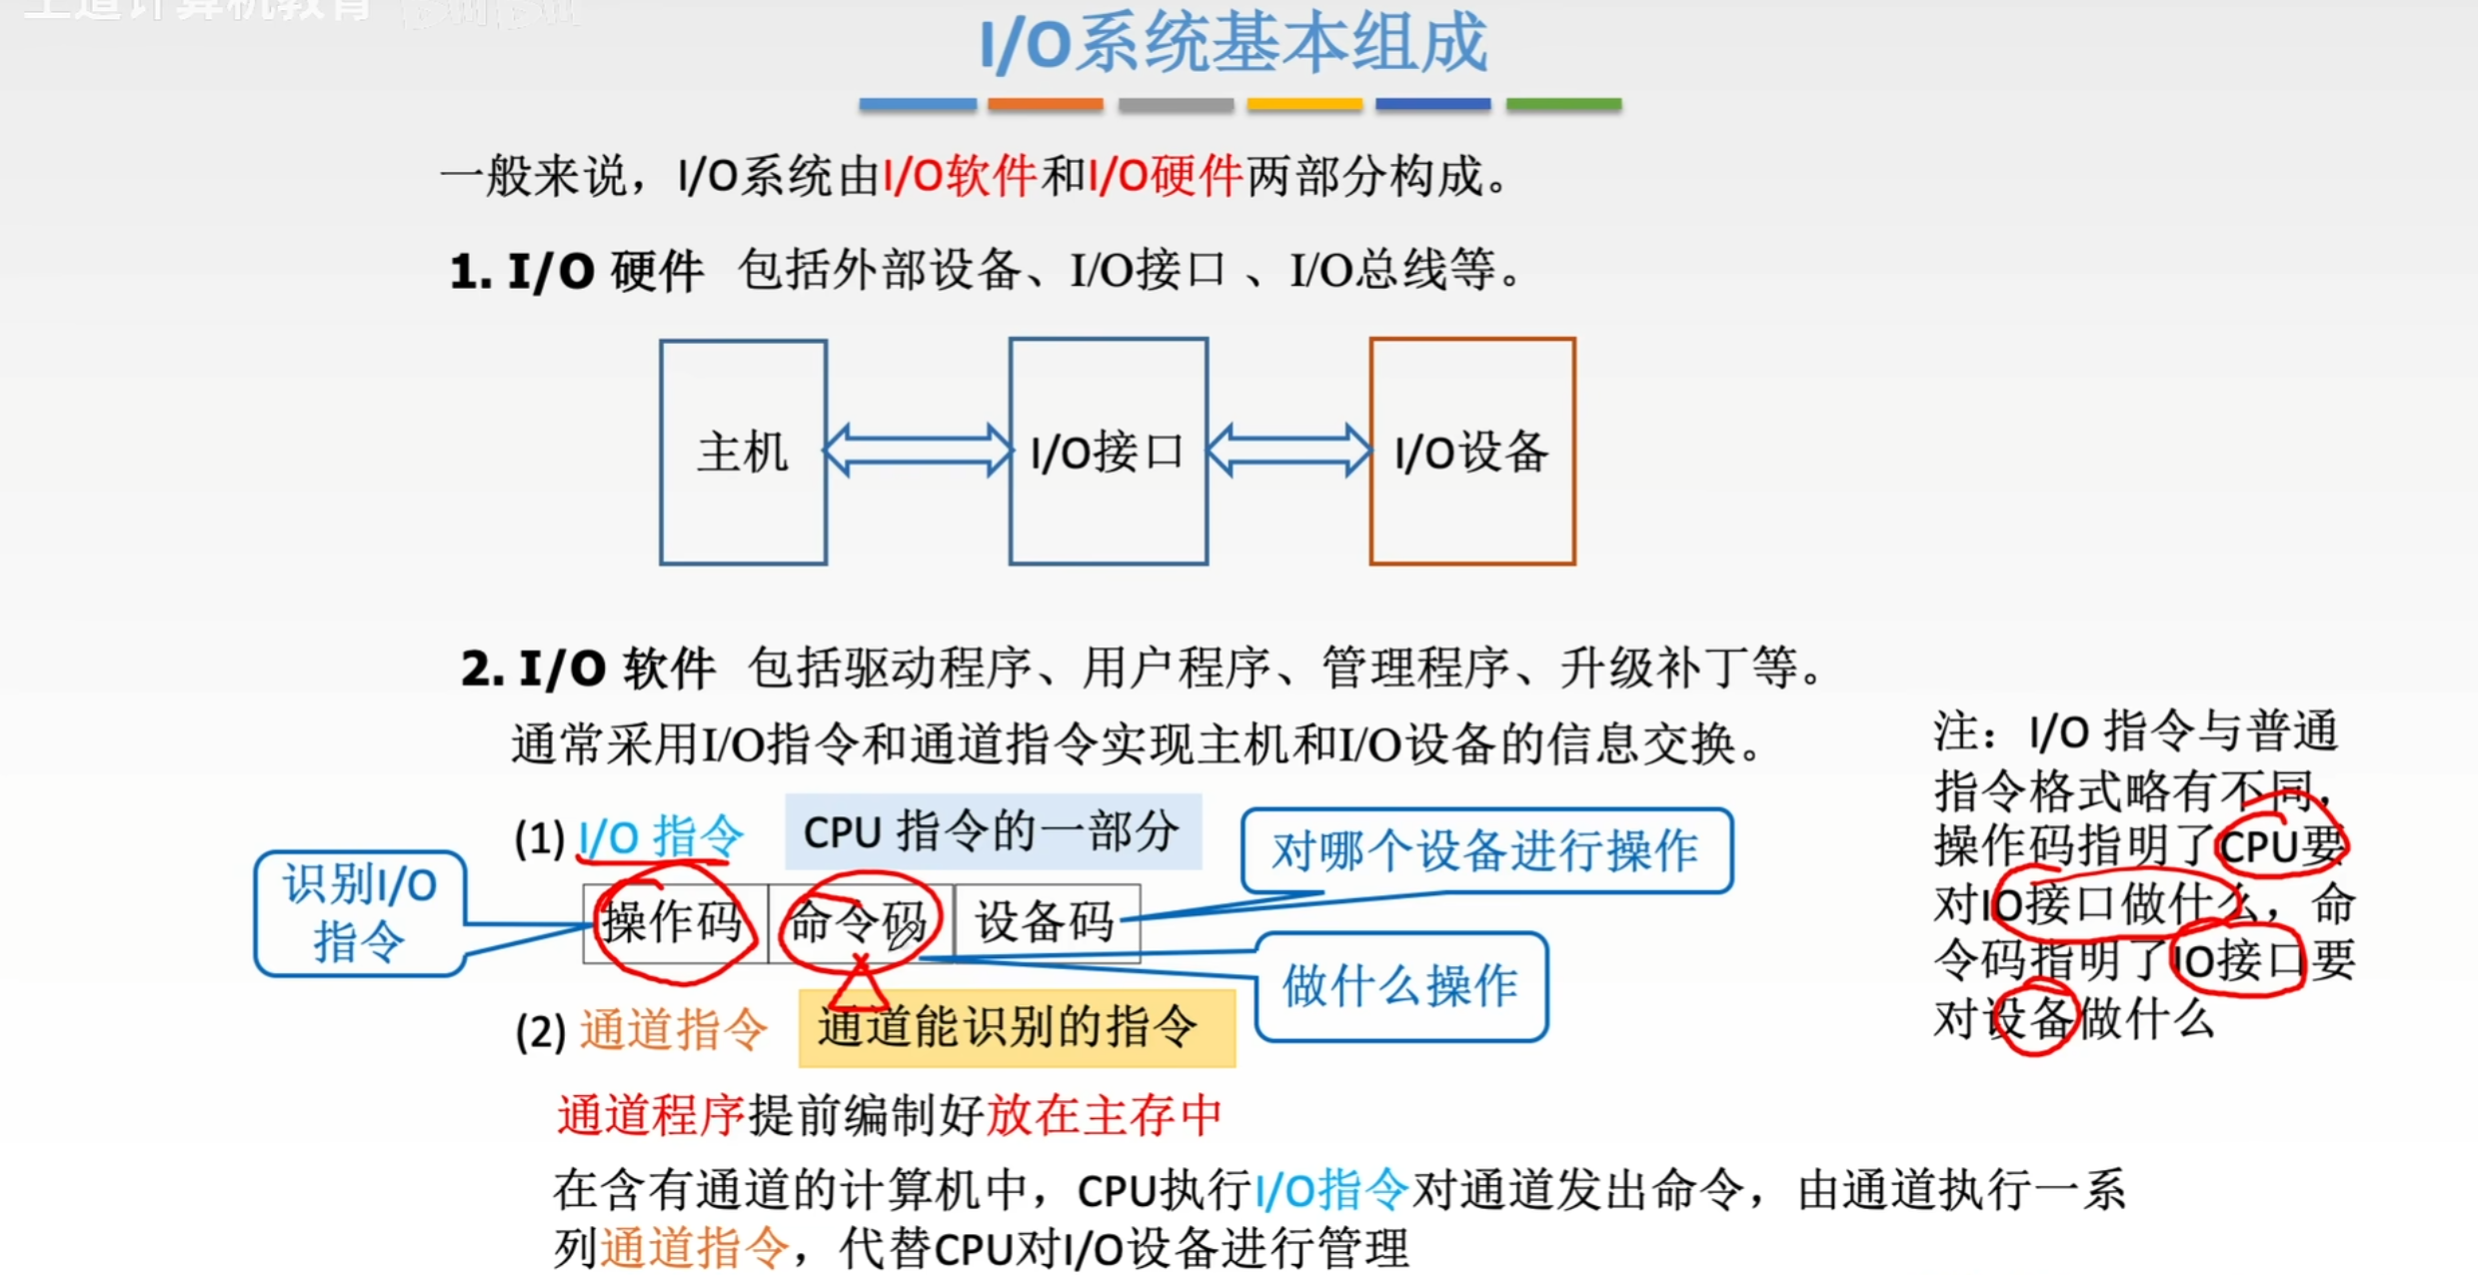 王道计算机教育 bilibili
I/O系统基本组成
一般来说，I/O系统由I/O软件和I/O硬件两部分构成。
1. I/O 硬件 包括外部设备、I/O接口 、I/O总线等。
主机
I/O接口
I/O设备
2. I/O 软件 包括驱动程序、用户程序、管理程序、升级补丁等。
通常采用I/O指令和通道指令实现主机和I/O设备的信息交换。
(1) I/O 指令
CPU 指令的一部分
对哪个设备进行操作
识别I/O
指令
操作码 命令码 设备码
做什么操作
(2) 通道指令
通道能识别的指令
通道程序提前编制好放在主存中
在含有通道的计算机中，CPU执行I/O指令对通道发出命令，由通道执行一系
列通道指令，代替CPU对I/O设备进行管理
注：I/O 指令与普通
指令格式略有不同，
操作码指明了CPU要
对IO接口做什么，命
令码指明了IO接口要
对设备做什么